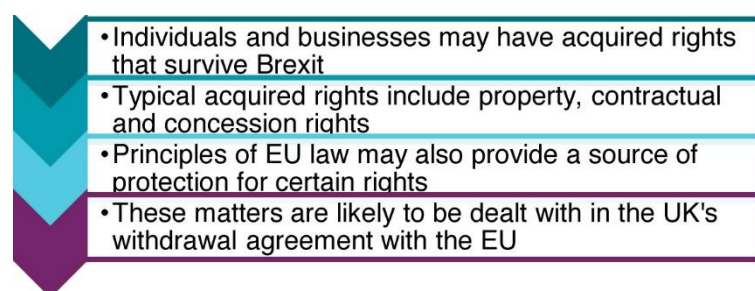 •Individuals and businesses may have acquired rights
that survive Brexit
•Typical acquired rights include property, contractual
and concession rights
•Principles of EU law may also provide a source of
protection for certain rights
•These matters are likely to be dealt with in the UK's
withdrawal agreement with the EU